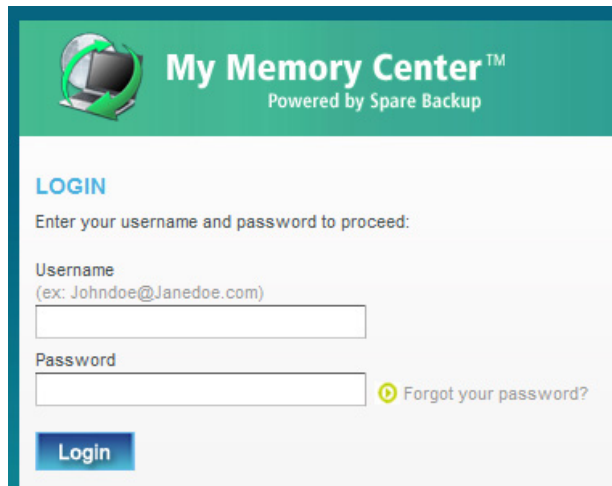 My Memory Center™
Powered by Spare Backup
LOGIN
Enter your username and password to proceed:
Username
(ex: Johndoe@Janedoe.com)
Password
Forgot your password?
Login